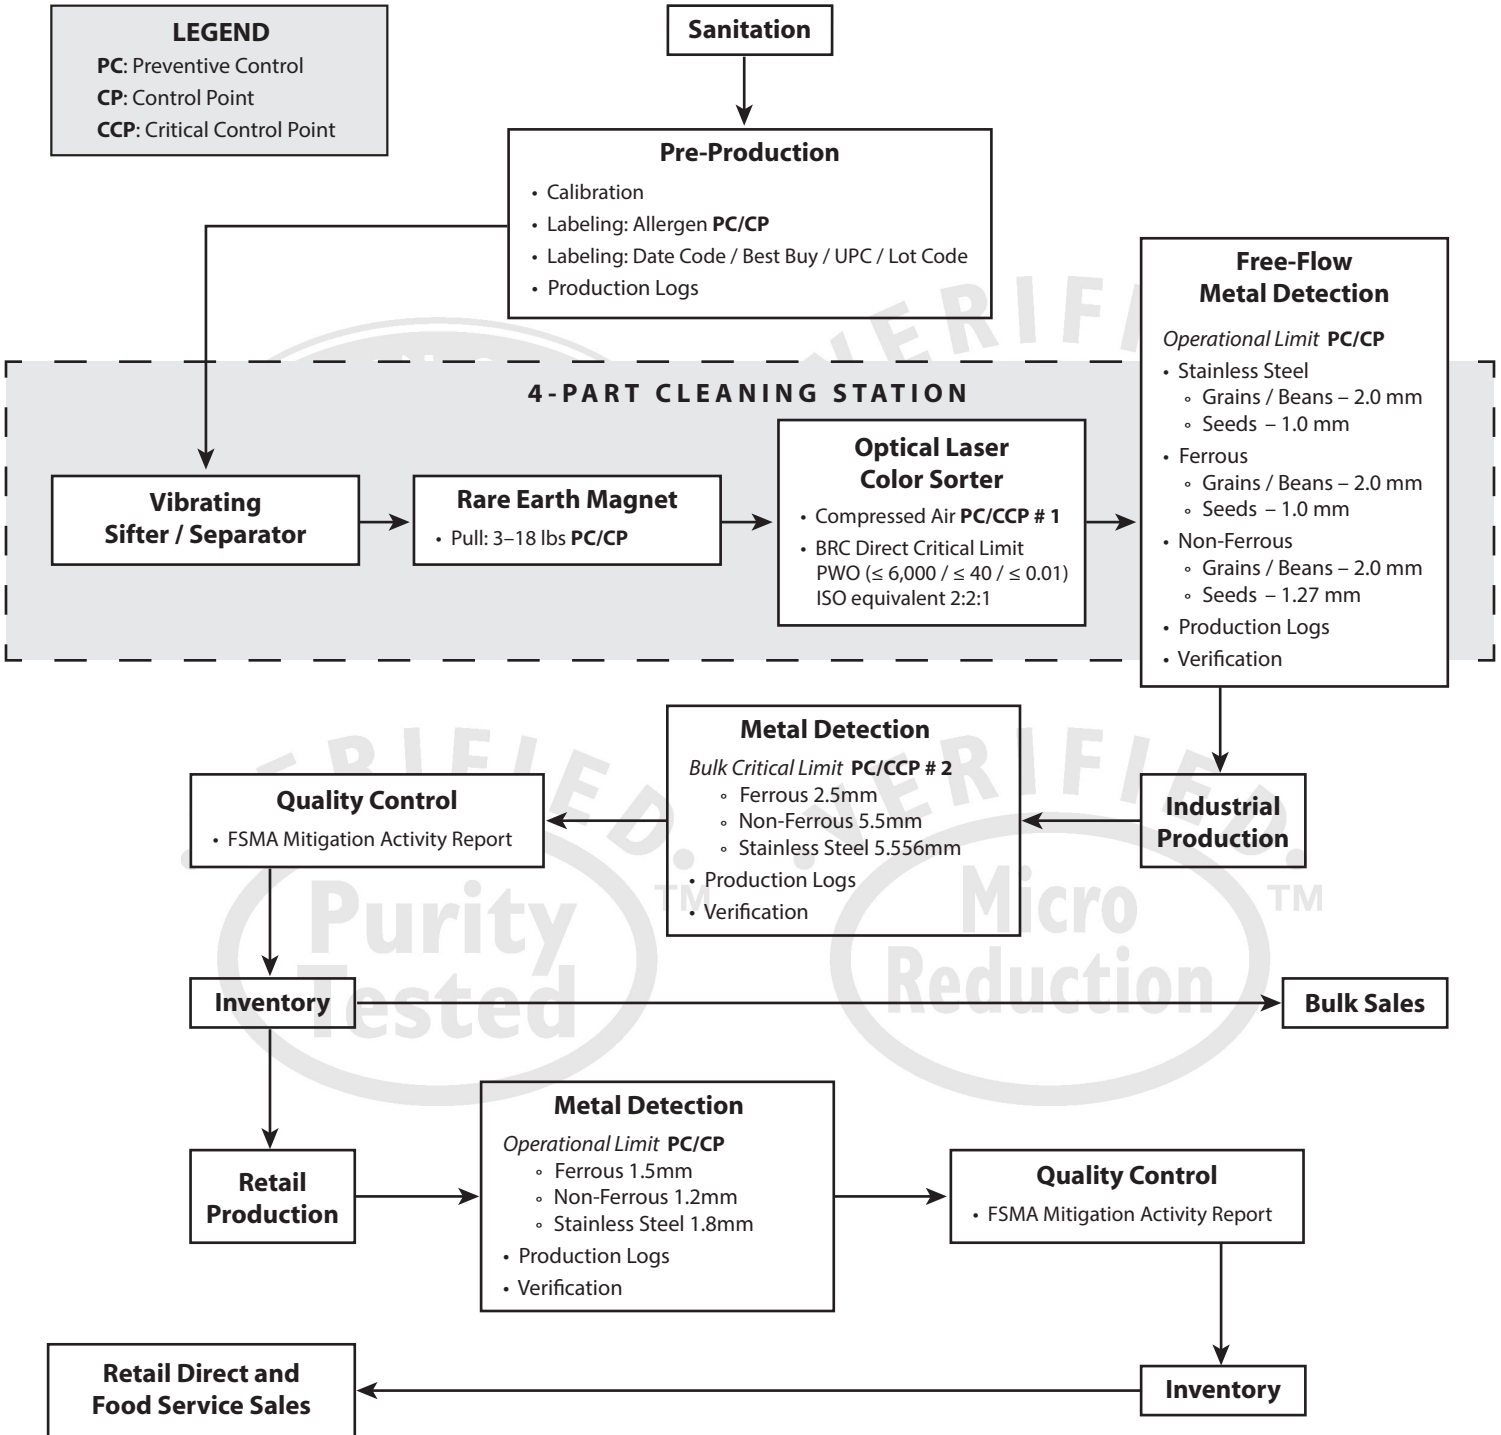 LEGEND
PC: Preventive Control
CP: Control Point
CCP: Critical Control Point
Sanitation
Pre-Production
• Calibration
• Labeling: Allergen PC/CP
• Labeling: Date Code / Best Buy / UPC / Lot Code
• Production Logs
4-PART CLEANING STATION
Vibrating
Sifter / Separator
Rare Earth Magnet
• Pull: 3–18 lbs PC/CP
Optical Laser
Color Sorter
• Compressed Air PC/CCP # 1
• BRC Direct Critical Limit
PWO (≤ 6,000 / ≤ 40 / ≤ 0.01)
ISO equivalent 2:2:1
Free-Flow
Metal Detection
Operational Limit PC/CP
• Stainless Steel
∘ Grains / Beans – 2.0 mm
∘ Seeds – 1.0 mm
• Ferrous
∘ Grains / Beans – 2.0 mm
∘ Seeds – 1.0 mm
• Non-Ferrous
∘ Grains / Beans – 2.0 mm
∘ Seeds – 1.27 mm
• Production Logs
• Verification
Industrial
Production
Metal Detection
Bulk Critical Limit PC/CCP # 2
∘ Ferrous 2.5mm
∘ Non-Ferrous 5.5mm
∘ Stainless Steel 5.556mm
• Production Logs
• Verification
Quality Control
• FSMA Mitigation Activity Report
Inventory
Bulk Sales
Retail
Production
Metal Detection
Operational Limit PC/CP
∘ Ferrous 1.5mm
∘ Non-Ferrous 1.2mm
∘ Stainless Steel 1.8mm
• Production Logs
• Verification
Quality Control
• FSMA Mitigation Activity Report
Inventory
Retail Direct and
Food Service Sales
VERIFIED.
Purity
Tested
TM
VERIFIED.
Micro
Reduction
TM